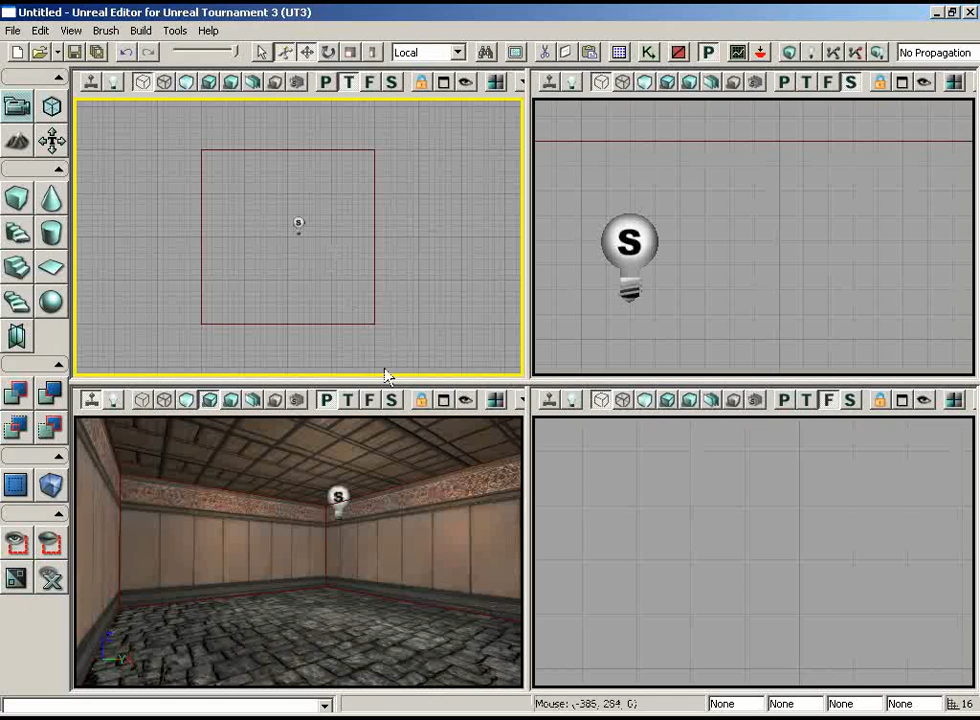 Untitled - Unreal Editor for Unreal Tournament 3 (UT3)
File Edit View Brush Build Tools Help
Local
P
No Propagation
P T F S
P T F S
S
S
P T F S
P T F S
S
Z
Y
Mouse: (-385, 284, 0)
None
None
None
None
16